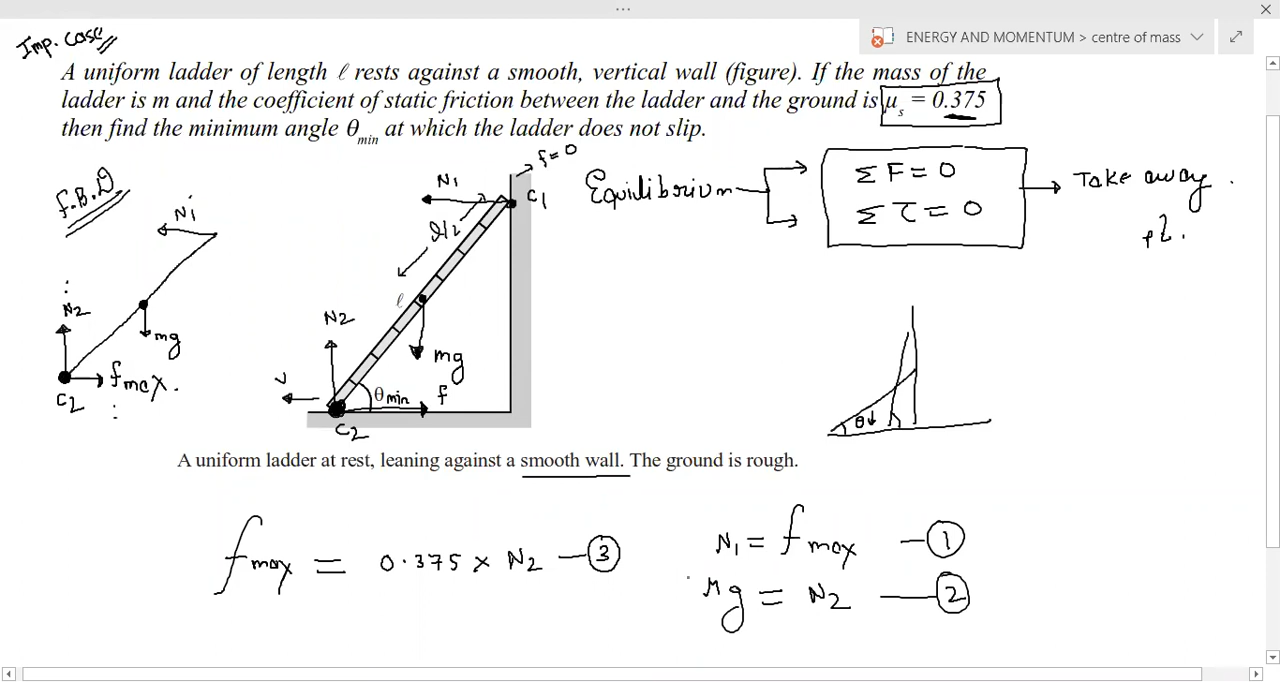 Imp. case
ENERGY AND MOMENTUM > centre of mass
A uniform ladder of length ℓ rests against a smooth, vertical wall (figure). If the mass of the
ladder is m and the coefficient of static friction between the ladder and the ground is μs = 0.375
then find the minimum angle θmin at which the ladder does not slip.
f=0
F.B.D.
N1
N1
C1
Equilibrium
ΣF = 0
Στ = 0
Take away
pt.
ℓ/2
ℓ
N2
mg
fmax.
C2
N2
mg
θmin
f
C2
θ↓
A uniform ladder at rest, leaning against a smooth wall. The ground is rough.
fmax = 0.375 × N2 — 3
N1 = fmax — 1
Mg = N2 — 2